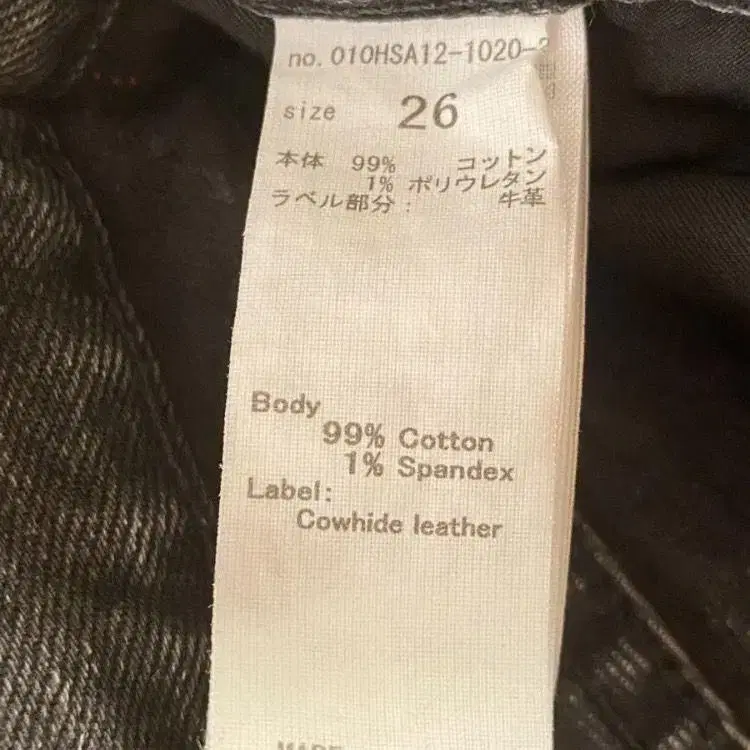 no. 010HSA12-1020-
size 26
本体 99% コットン
1% ポリウレタン
ラベル部分: 牛革
Body
99% Cotton
1% Spandex
Label:
Cowhide leather